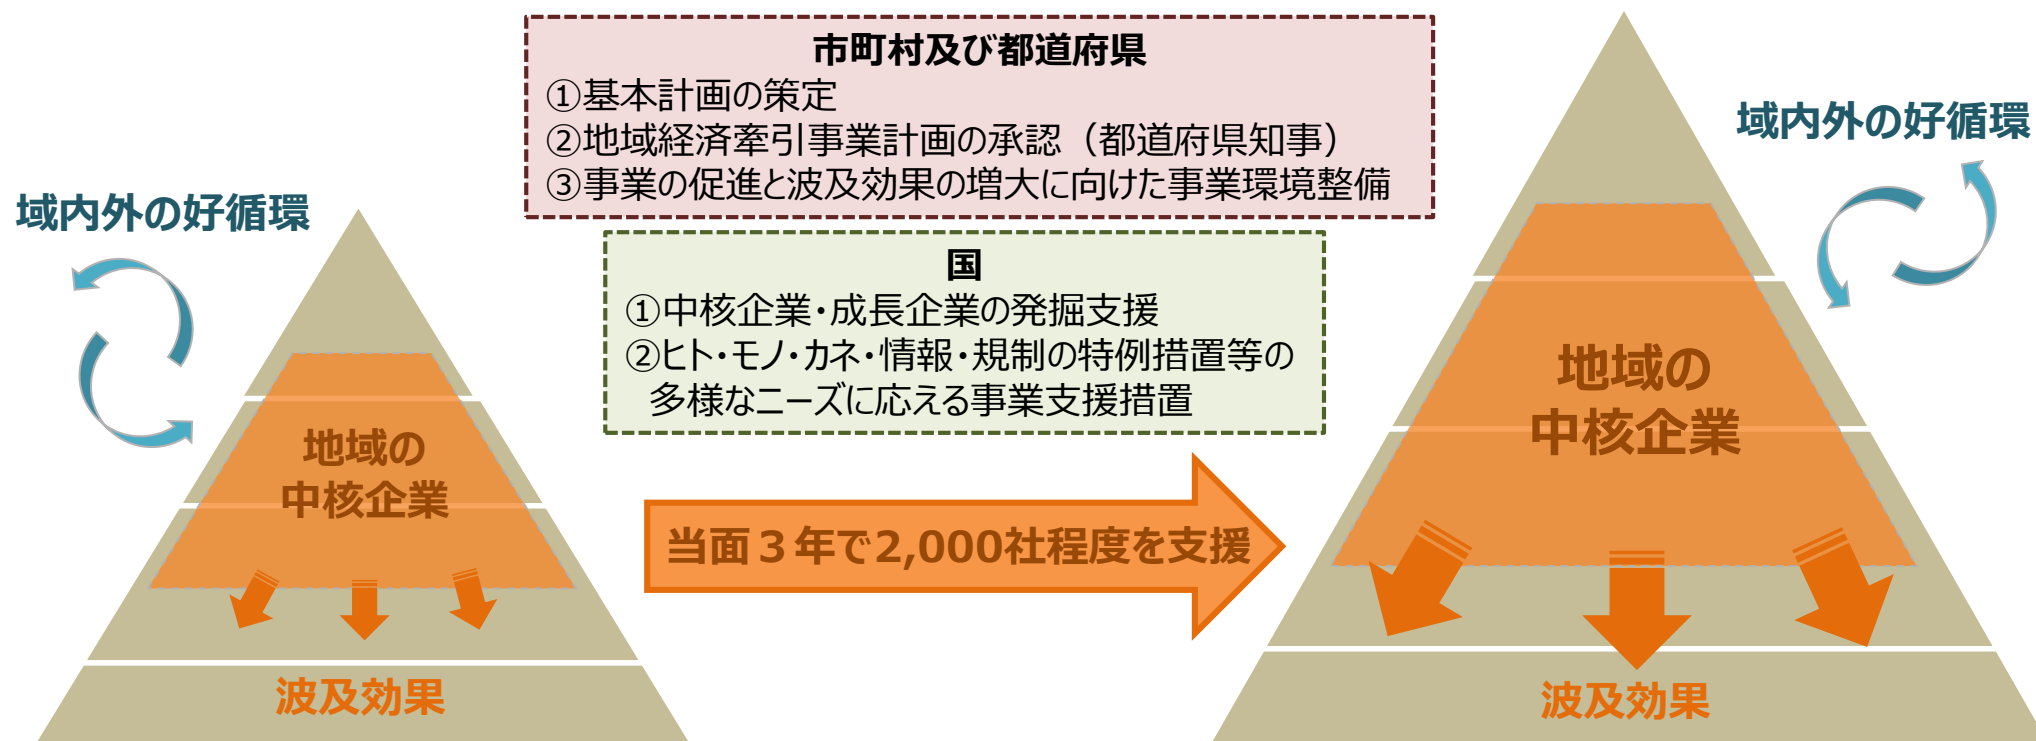 市町村及び都道府県
①基本計画の策定
②地域経済牽引事業計画の承認（都道府県知事）
③事業の促進と波及効果の増大に向けた事業環境整備
国
①中核企業・成長企業の発掘支援
②ヒト・モノ・カネ・情報・規制の特例措置等の
多様なニーズに応える事業支援措置
域内外の好循環
地域の
中核企業
波及効果
当面３年で2,000社程度を支援
域内外の好循環
地域の
中核企業
波及効果